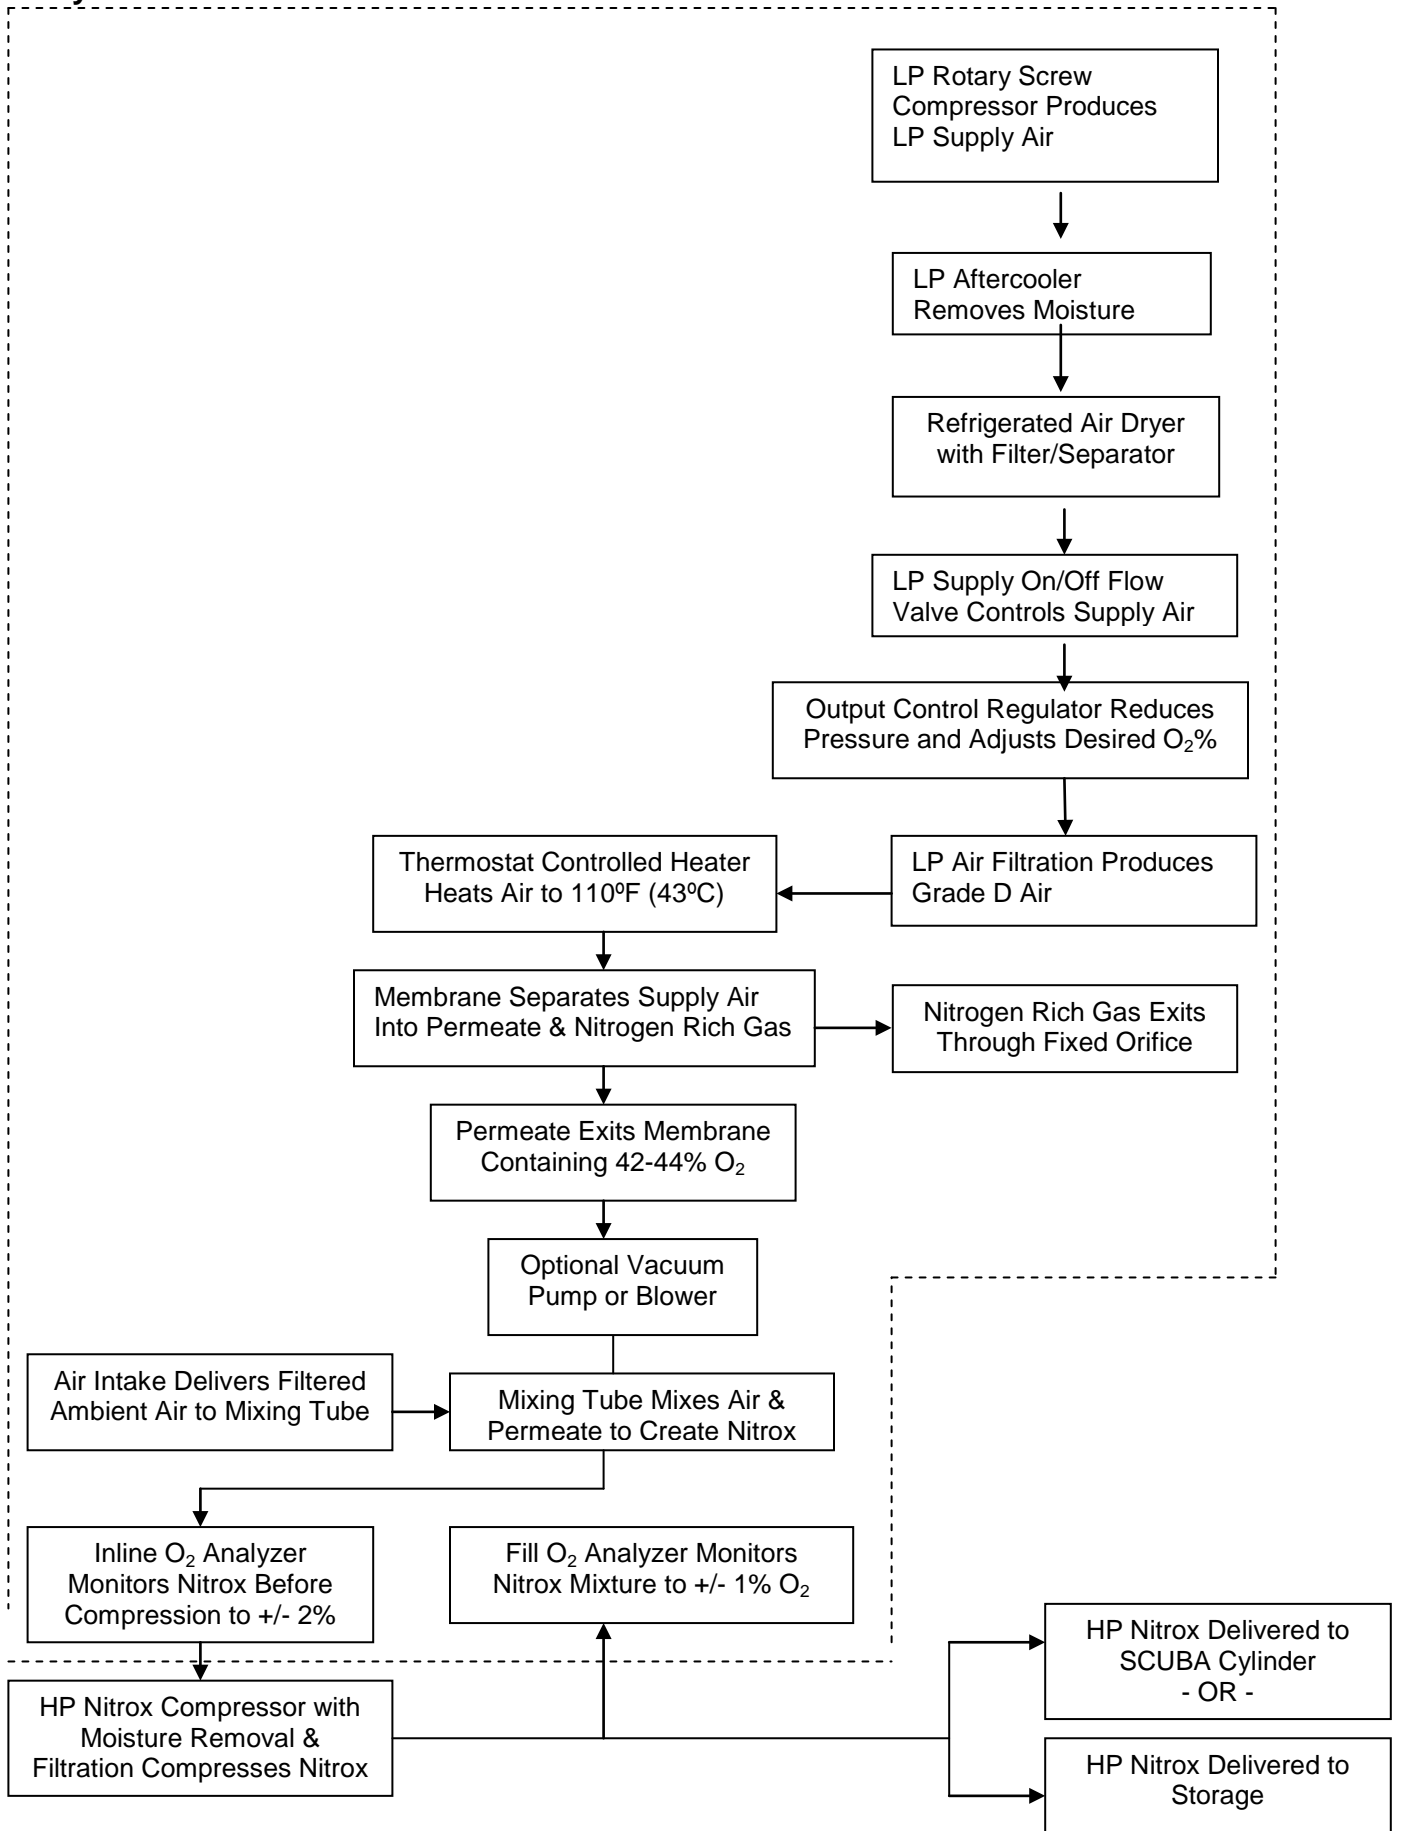 LP Rotary Screw
Compressor Produces
LP Supply Air
LP Aftercooler
Removes Moisture
Refrigerated Air Dryer
with Filter/Separator
LP Supply On/Off Flow
Valve Controls Supply Air
Output Control Regulator Reduces
Pressure and Adjusts Desired O₂%
Thermostat Controlled Heater
Heats Air to 110ºF (43ºC)
LP Air Filtration Produces
Grade D Air
Membrane Separates Supply Air
Into Permeate & Nitrogen Rich Gas
Nitrogen Rich Gas Exits
Through Fixed Orifice
Permeate Exits Membrane
Containing 42-44% O₂
Optional Vacuum
Pump or Blower
Air Intake Delivers Filtered
Ambient Air to Mixing Tube
Mixing Tube Mixes Air &
Permeate to Create Nitrox
Inline O₂ Analyzer
Monitors Nitrox Before
Compression to +/- 2%
Fill O₂ Analyzer Monitors
Nitrox Mixture to +/- 1% O₂
HP Nitrox Compressor with
Moisture Removal &
Filtration Compresses Nitrox
HP Nitrox Delivered to
SCUBA Cylinder
- OR -
HP Nitrox Delivered to
Storage